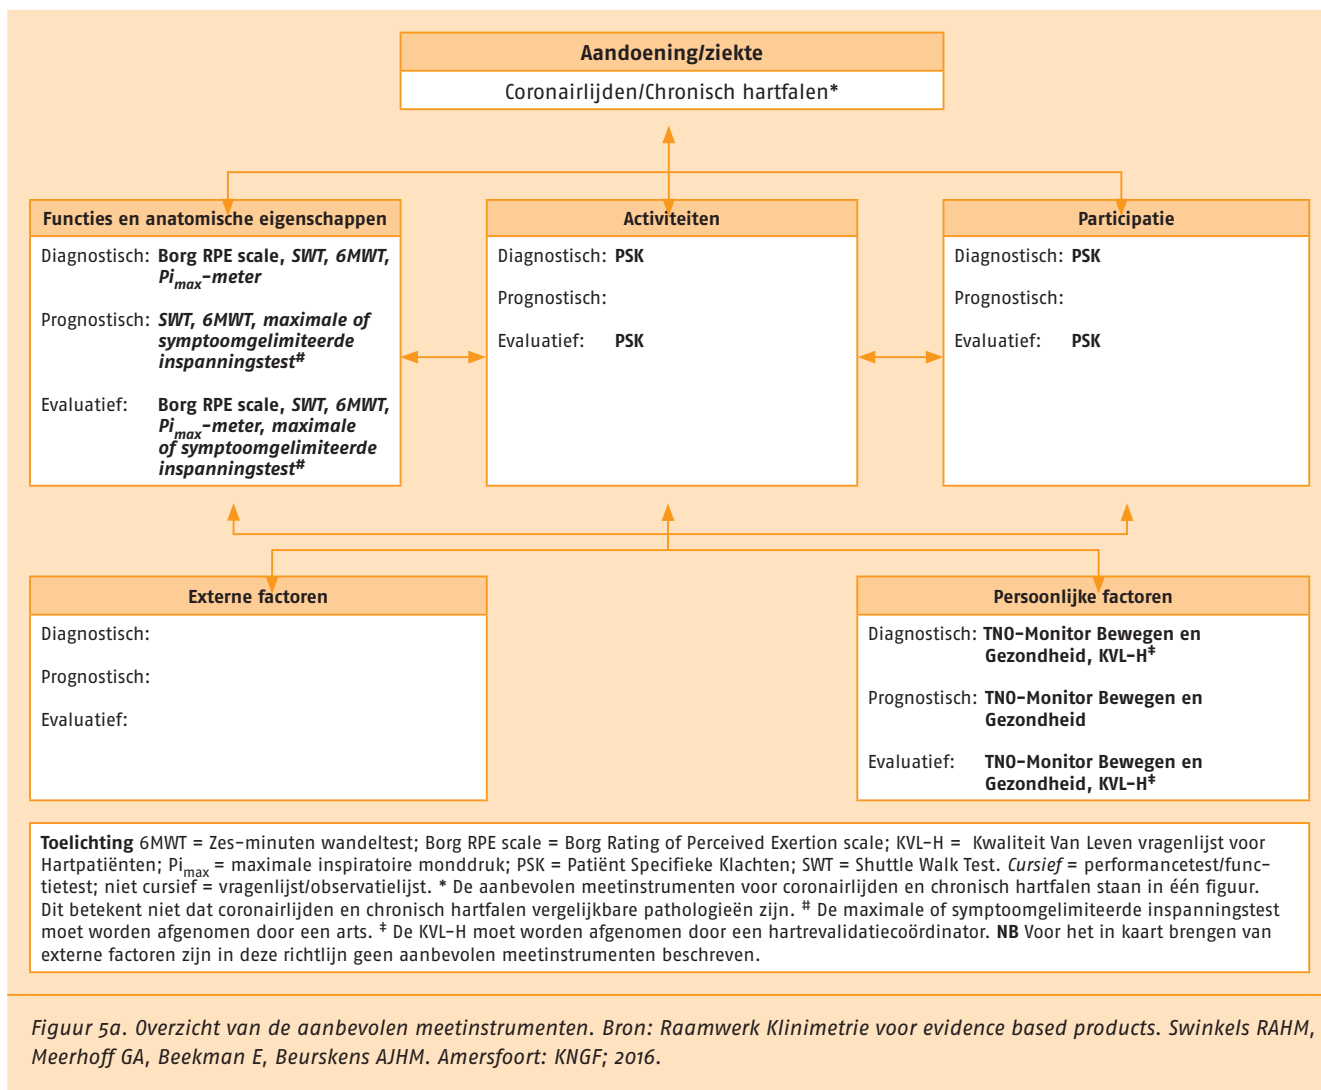 Aandoening/ziekte
Coronairlijden/Chronisch hartfalen*
Functies en anatomische eigenschappen
Diagnostisch: Borg RPE scale, SWT, 6MWT,
Pimax-meter
Prognostisch: SWT, 6MWT, maximale of
symptoomgelimiteerde
inspanningstest#
Evaluatief: Borg RPE scale, SWT, 6MWT,
Pimax-meter, maximale
of symptoomgelimiteerde
inspanningstest#
Activiteiten
Diagnostisch: PSK
Prognostisch:
Evaluatief: PSK
Participatie
Diagnostisch: PSK
Prognostisch:
Evaluatief: PSK
Externe factoren
Diagnostisch:
Prognostisch:
Evaluatief:
Persoonlijke factoren
Diagnostisch: TNO-Monitor Bewegen en
Gezondheid, KVL-H‡
Prognostisch: TNO-Monitor Bewegen en
Gezondheid
Evaluatief: TNO-Monitor Bewegen en
Gezondheid, KVL-H‡
Toelichting 6MWT = Zes-minuten wandeltest; Borg RPE scale = Borg Rating of Perceived Exertion scale; KVL-H = Kwaliteit Van Leven vragenlijst voor
Hartpatiënten; Pimax = maximale inspiratoire monddruk; PSK = Patiënt Specifieke Klachten; SWT = Shuttle Walk Test. Cursief = performancetest/func-
tietest; niet cursief = vragenlijst/observatielijst. * De aanbevolen meetinstrumenten voor coronairlijden en chronisch hartfalen staan in één figuur.
Dit betekent niet dat coronairlijden en chronisch hartfalen vergelijkbare pathologieën zijn. # De maximale of symptoomgelimiteerde inspanningstest
moet worden afgenomen door een arts. ‡ De KVL-H moet worden afgenomen door een hartrevalidatiecoördinator. NB Voor het in kaart brengen van
externe factoren zijn in deze richtlijn geen aanbevolen meetinstrumenten beschreven.
Figuur 5a. Overzicht van de aanbevolen meetinstrumenten. Bron: Raamwerk Klinimetrie voor evidence based products. Swinkels RAHM,
Meerhoff GA, Beekman E, Beurskens AJHM. Amersfoort: KNGF; 2016.